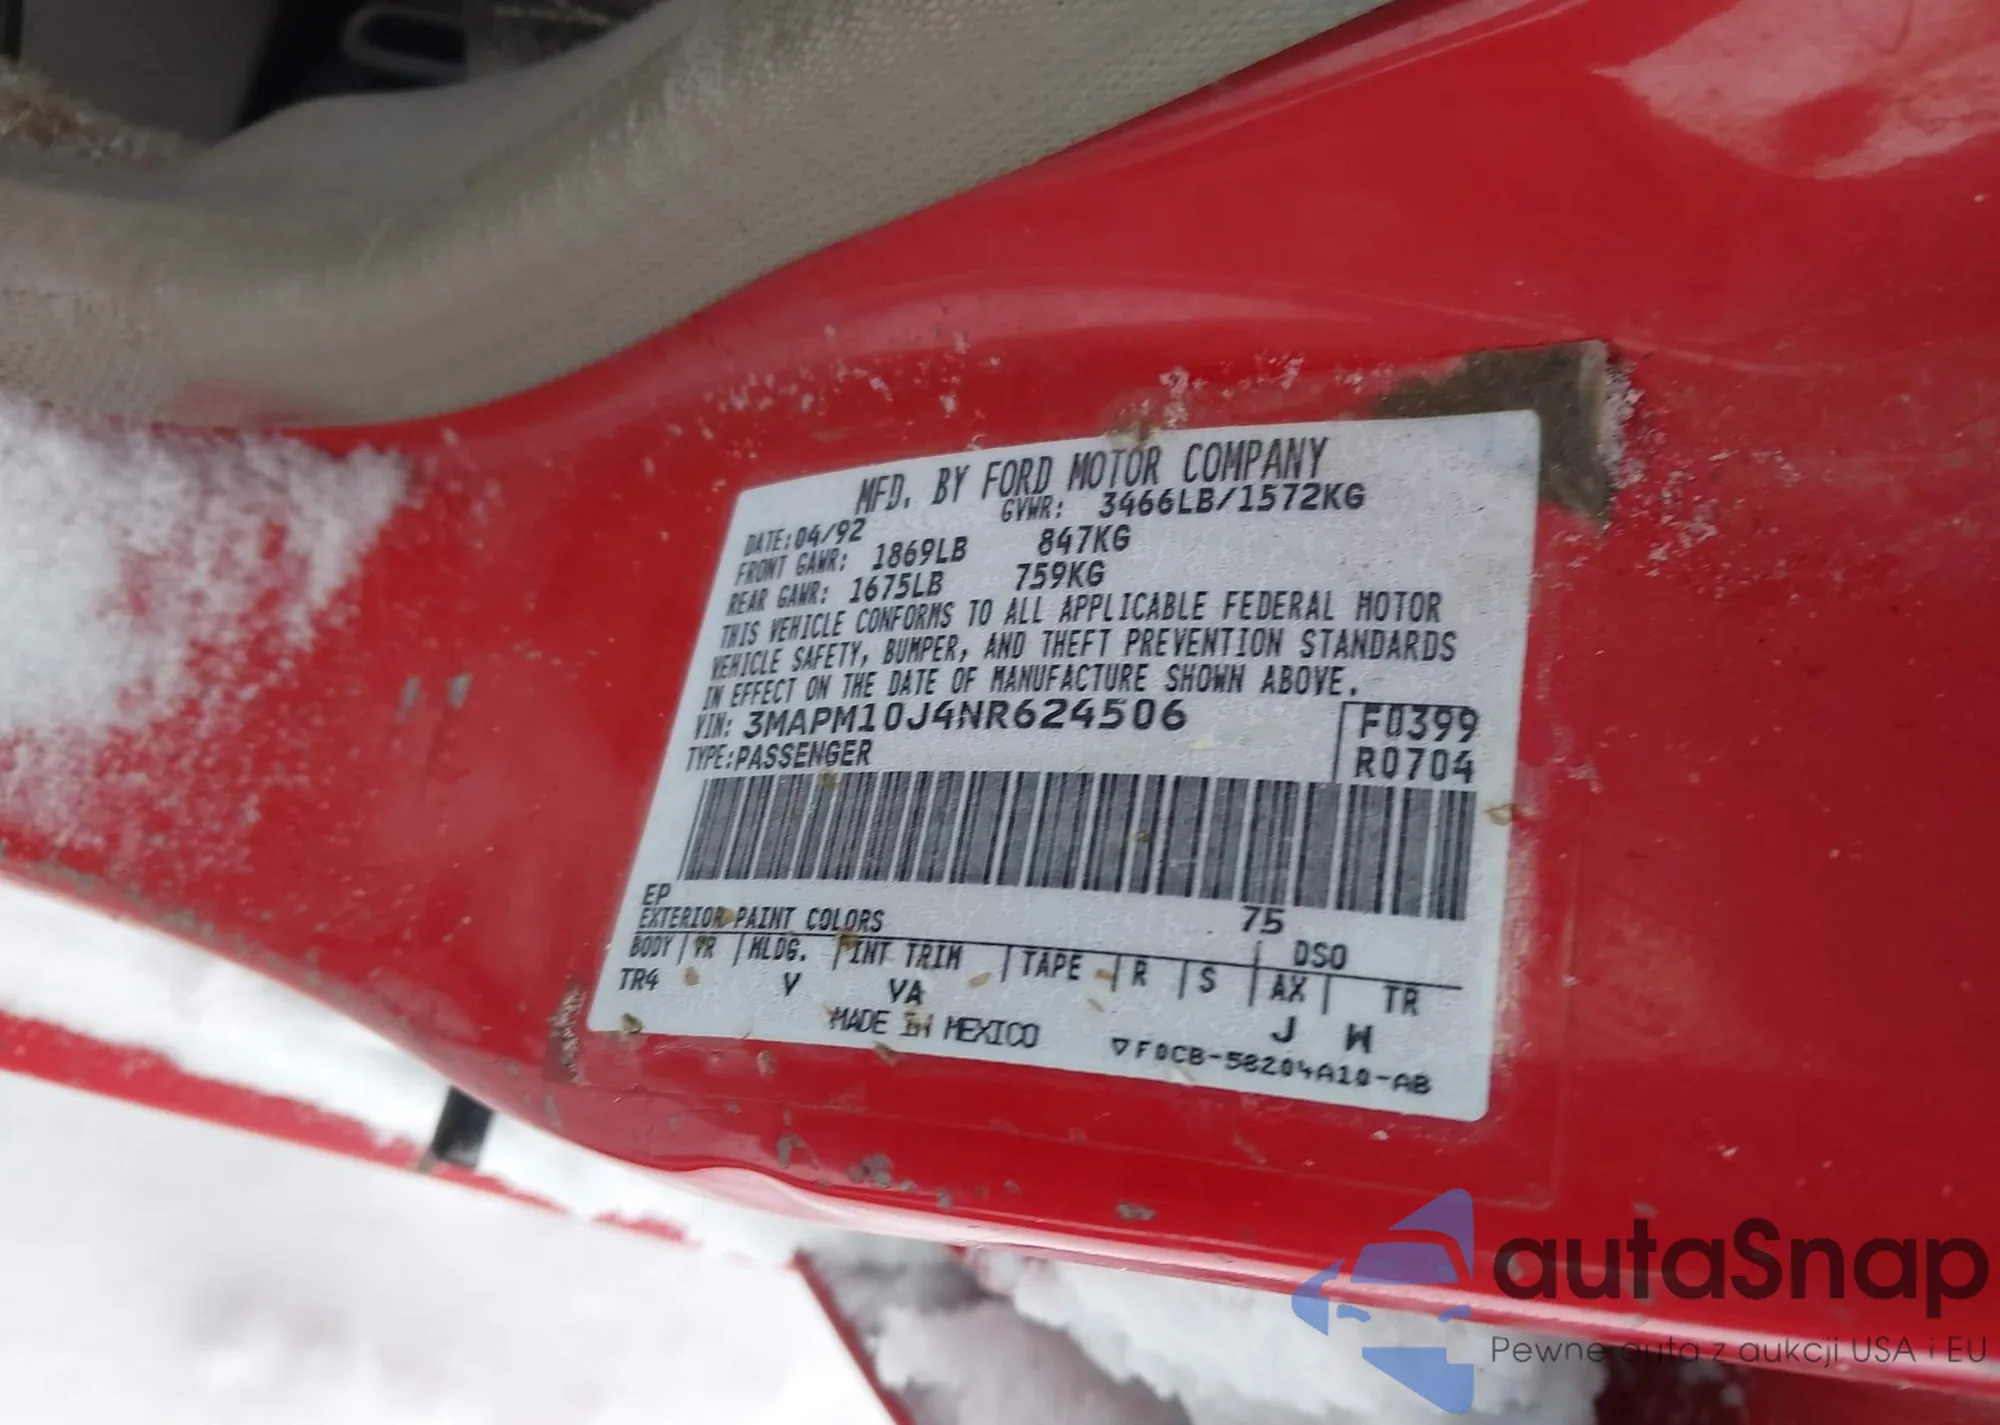 MFD. BY FORD MOTOR COMPANY
DATE: 04/92 GVWR: 3466LB/1572KG
FRONT GAWR: 1869LB 847KG
REAR GAWR: 1675LB 759KG
THIS VEHICLE CONFORMS TO ALL APPLICABLE FEDERAL MOTOR
VEHICLE SAFETY, BUMPER, AND THEFT PREVENTION STANDARDS
IN EFFECT ON THE DATE OF MANUFACTURE SHOWN ABOVE.
VIN: 3MAPM10J4NR624506 F0399
TYPE: PASSENGER R0704
EP 75
EXTERIOR PAINT COLORS DSO
BODY VR MLDG. INT TRIM TAPE R S AX TR
TR4 V VA J W
MADE IN MEXICO ▽F0CB-58204A10-AB
autaSnap
Pewne auta z aukcji USA i EU